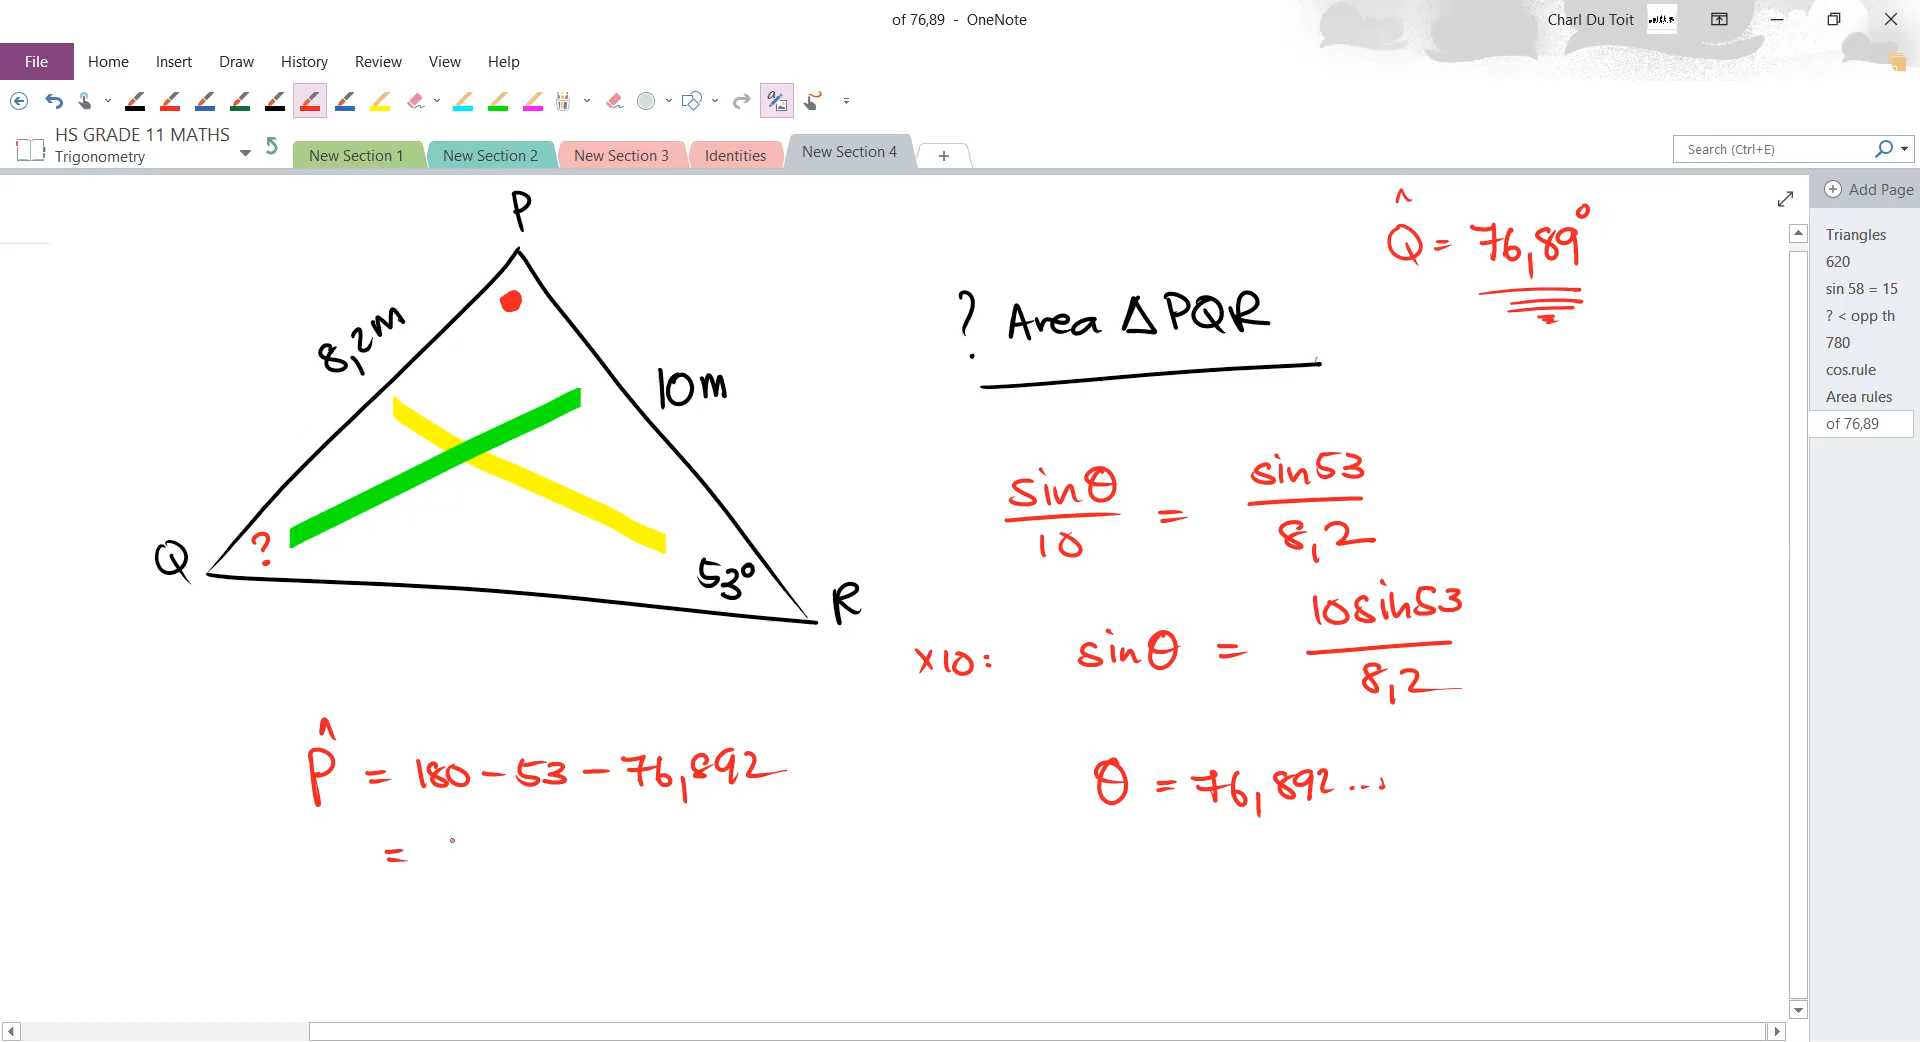 of 76,89 - OneNote
Charl Du Toit
File Home Insert Draw History Review View Help
HS GRADE 11 MATHS
Trigonometry
New Section 1
New Section 2
New Section 3
Identities
New Section 4
+
Search (Ctrl+E)
Add Page
Triangles
620
sin 58 = 15
? < opp th
780
cos.rule
Area rules
of 76,89
P
8,2m
10m
Q
?
53°
R
? Area △PQR
Q̂ = 76,89°
sinθ/10 = sin53/8,2
x10: sinθ = 10sin53/8,2
θ = 76,892...
P̂ = 180 - 53 - 76,892
=